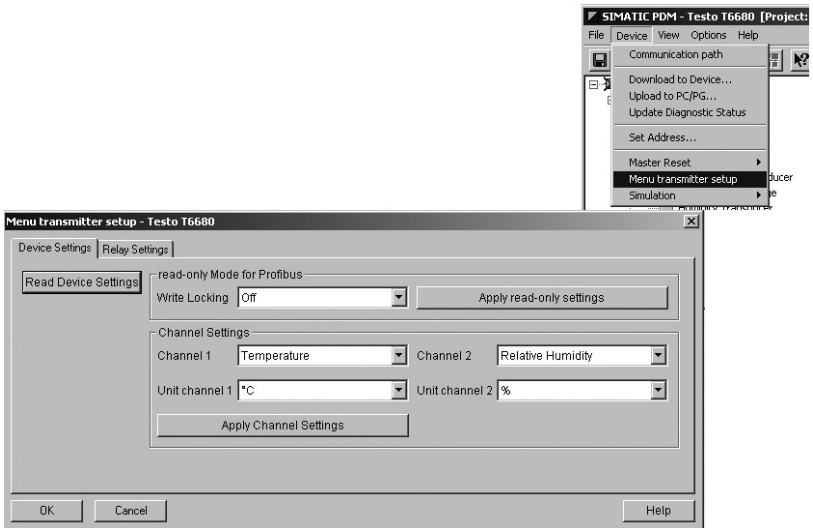 SIMATIC PDM - Testo T6680 [Project:
File Device View Options Help
Communication path
Download to Device...
Upload to PC/PG...
Update Diagnostic Status
Set Address...
Master Reset
Menu transmitter setup
Simulation
Menu transmitter setup - Testo T6680
Device Settings Relay Settings
Read Device Settings
read-only Mode for Profibus
Write Locking Off Apply read-only settings
Channel Settings
Channel 1 Temperature Channel 2 Relative Humidity
Unit channel 1 °C Unit channel 2 %
Apply Channel Settings
OK Cancel Help